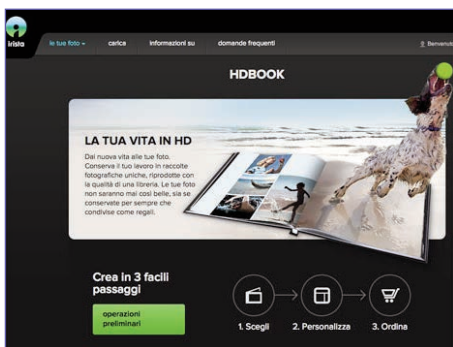 irista
le tue foto
carica
informazioni su
domande frequenti
Benvenuto
HDBOOK
LA TUA VITA IN HD
Dai nuova vita alle tue foto.
Conserva il tuo lavoro in raccolte
fotografiche uniche, riprodotte con
la qualità di una libreria. Le tue foto
non saranno mai così belle, sia se
conservate per sempre che
condivise come regali.
Crea in 3 facili
passaggi
operazioni
preliminari
1. Scegli
2. Personalizza
3. Ordina